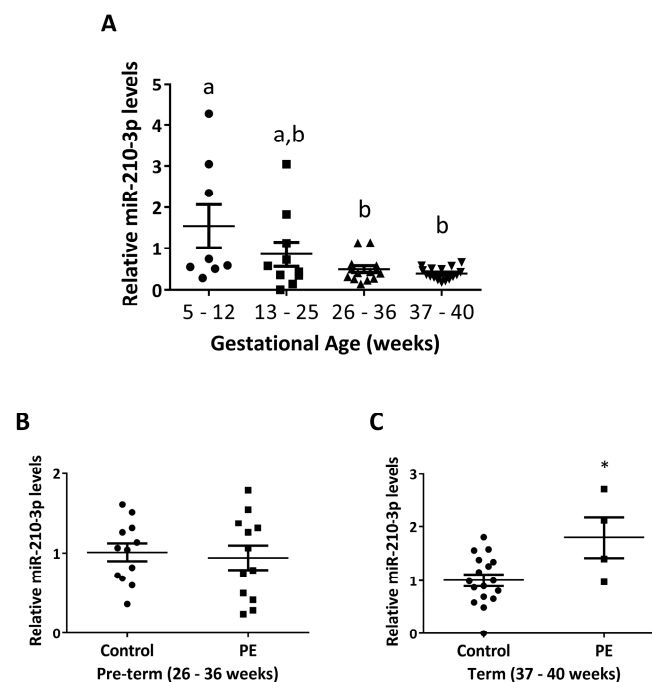 A
Relative miR-210-3p levels
5
4
3
2
1
0
a
a,b
b
b
5 - 12 13 - 25 26 - 36 37 - 40
Gestational Age (weeks)
B
Relative miR-210-3p levels
2
1
0
Control PE
Pre-term (26 - 36 weeks)
C
Relative miR-210-3p levels
3
2
1
0
*
Control PE
Term (37 - 40 weeks)